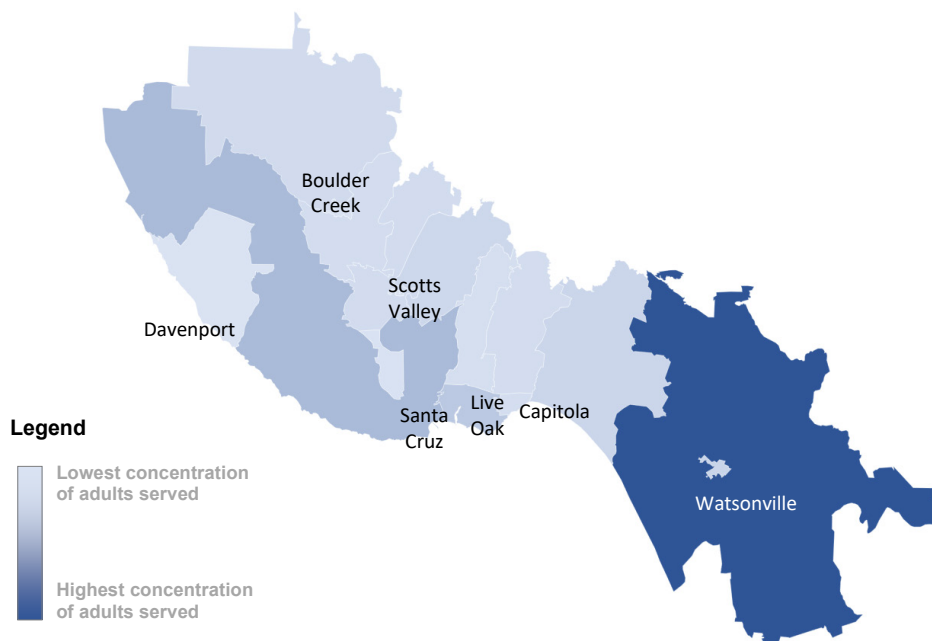 Boulder
Creek
Scotts
Valley
Davenport
Santa
Cruz
Live
Oak
Capitola
Watsonville
Legend
Lowest concentration
of adults served
Highest concentration
of adults served